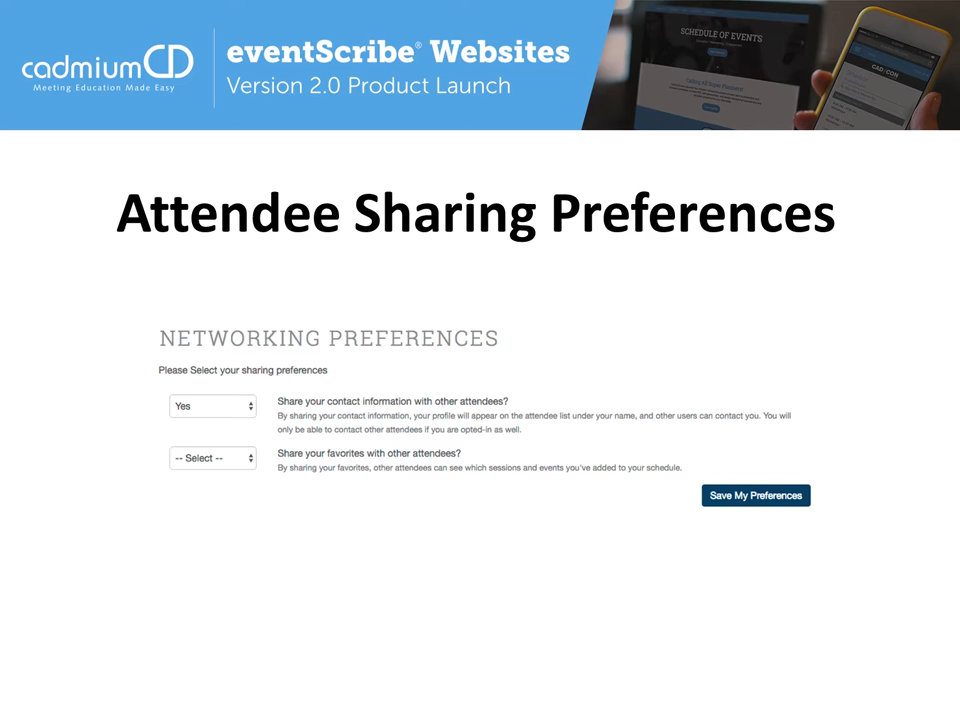 cadmiumCD
Meeting Education Made Easy
eventScribe® Websites
Version 2.0 Product Launch
SCHEDULE OF EVENTS
CADCON
Attendee Sharing Preferences
NETWORKING PREFERENCES
Please Select your sharing preferences
Yes
Share your contact information with other attendees?
By sharing your contact information, your profile will appear on the attendee list under your name, and other users can contact you. You will
only be able to contact other attendees if you are opted-in as well.
-- Select --
Share your favorites with other attendees?
By sharing your favorites, other attendees can see which sessions and events you've added to your schedule.
Save My Preferences